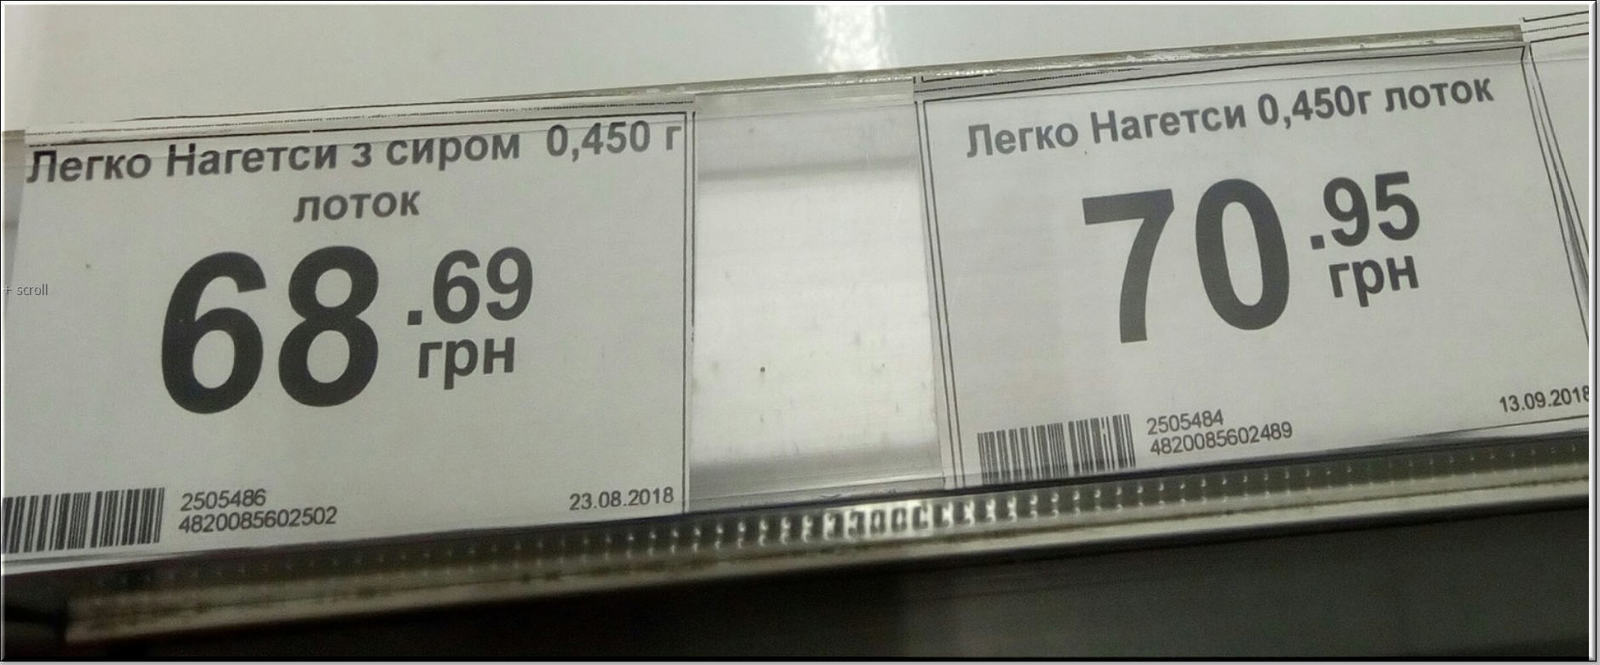 Легко Нагетси з сиром 0,450 г
лоток
68.69
грн
2505486
4820085602502
23.08.2018
Легко Нагетси 0,450г лоток
70.95
грн
2505484
4820085602489
13.09.2018
+ scroll